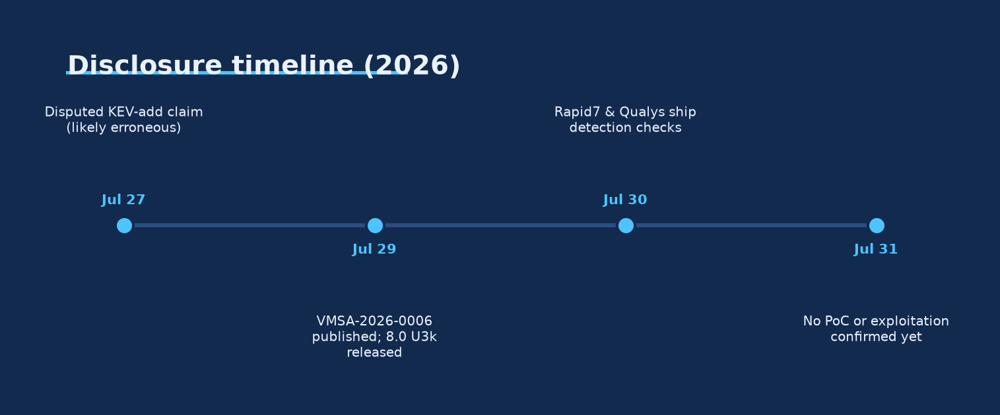 Disclosure timeline (2026)
Disputed KEV-add claim
(likely erroneous)
Jul 27
VMSA-2026-0006
published; 8.0 U3k
released
Jul 29
Rapid7 & Qualys ship
detection checks
Jul 30
No PoC or exploitation
confirmed yet
Jul 31